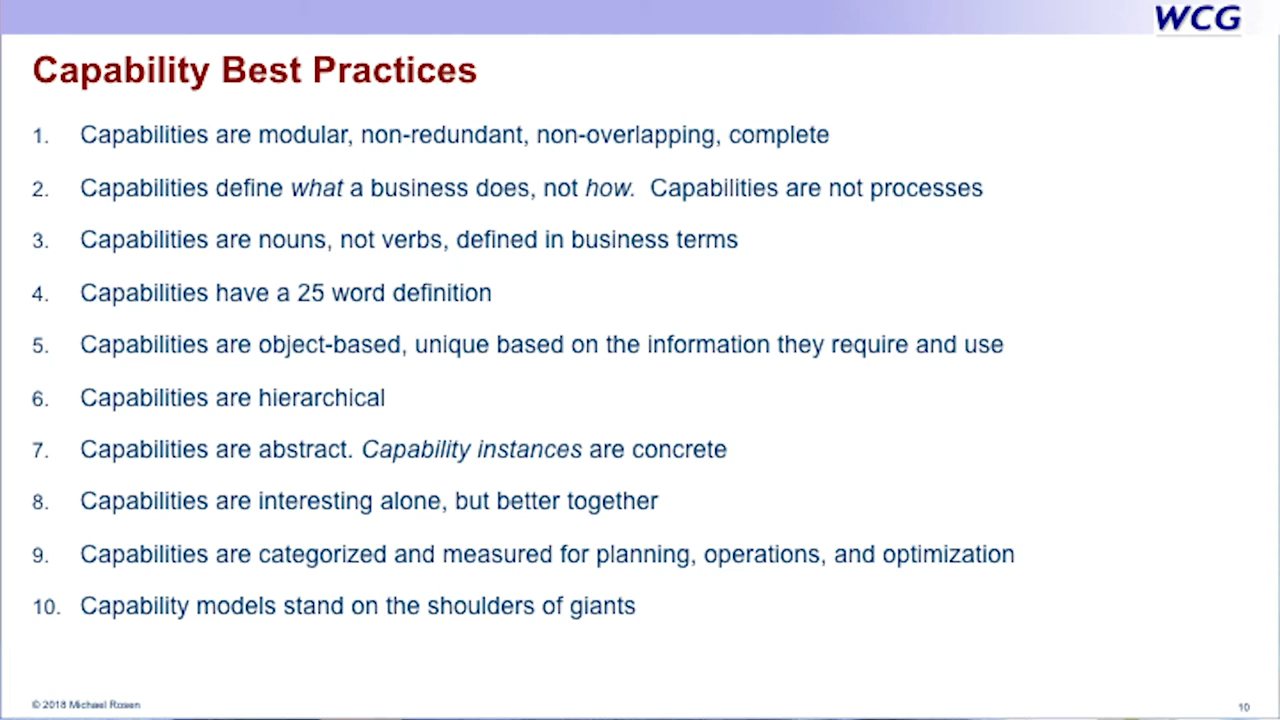 WCG
Capability Best Practices
1. Capabilities are modular, non-redundant, non-overlapping, complete
2. Capabilities define what a business does, not how. Capabilities are not processes
3. Capabilities are nouns, not verbs, defined in business terms
4. Capabilities have a 25 word definition
5. Capabilities are object-based, unique based on the information they require and use
6. Capabilities are hierarchical
7. Capabilities are abstract. Capability instances are concrete
8. Capabilities are interesting alone, but better together
9. Capabilities are categorized and measured for planning, operations, and optimization
10. Capability models stand on the shoulders of giants
© 2018 Michael Rosen
10